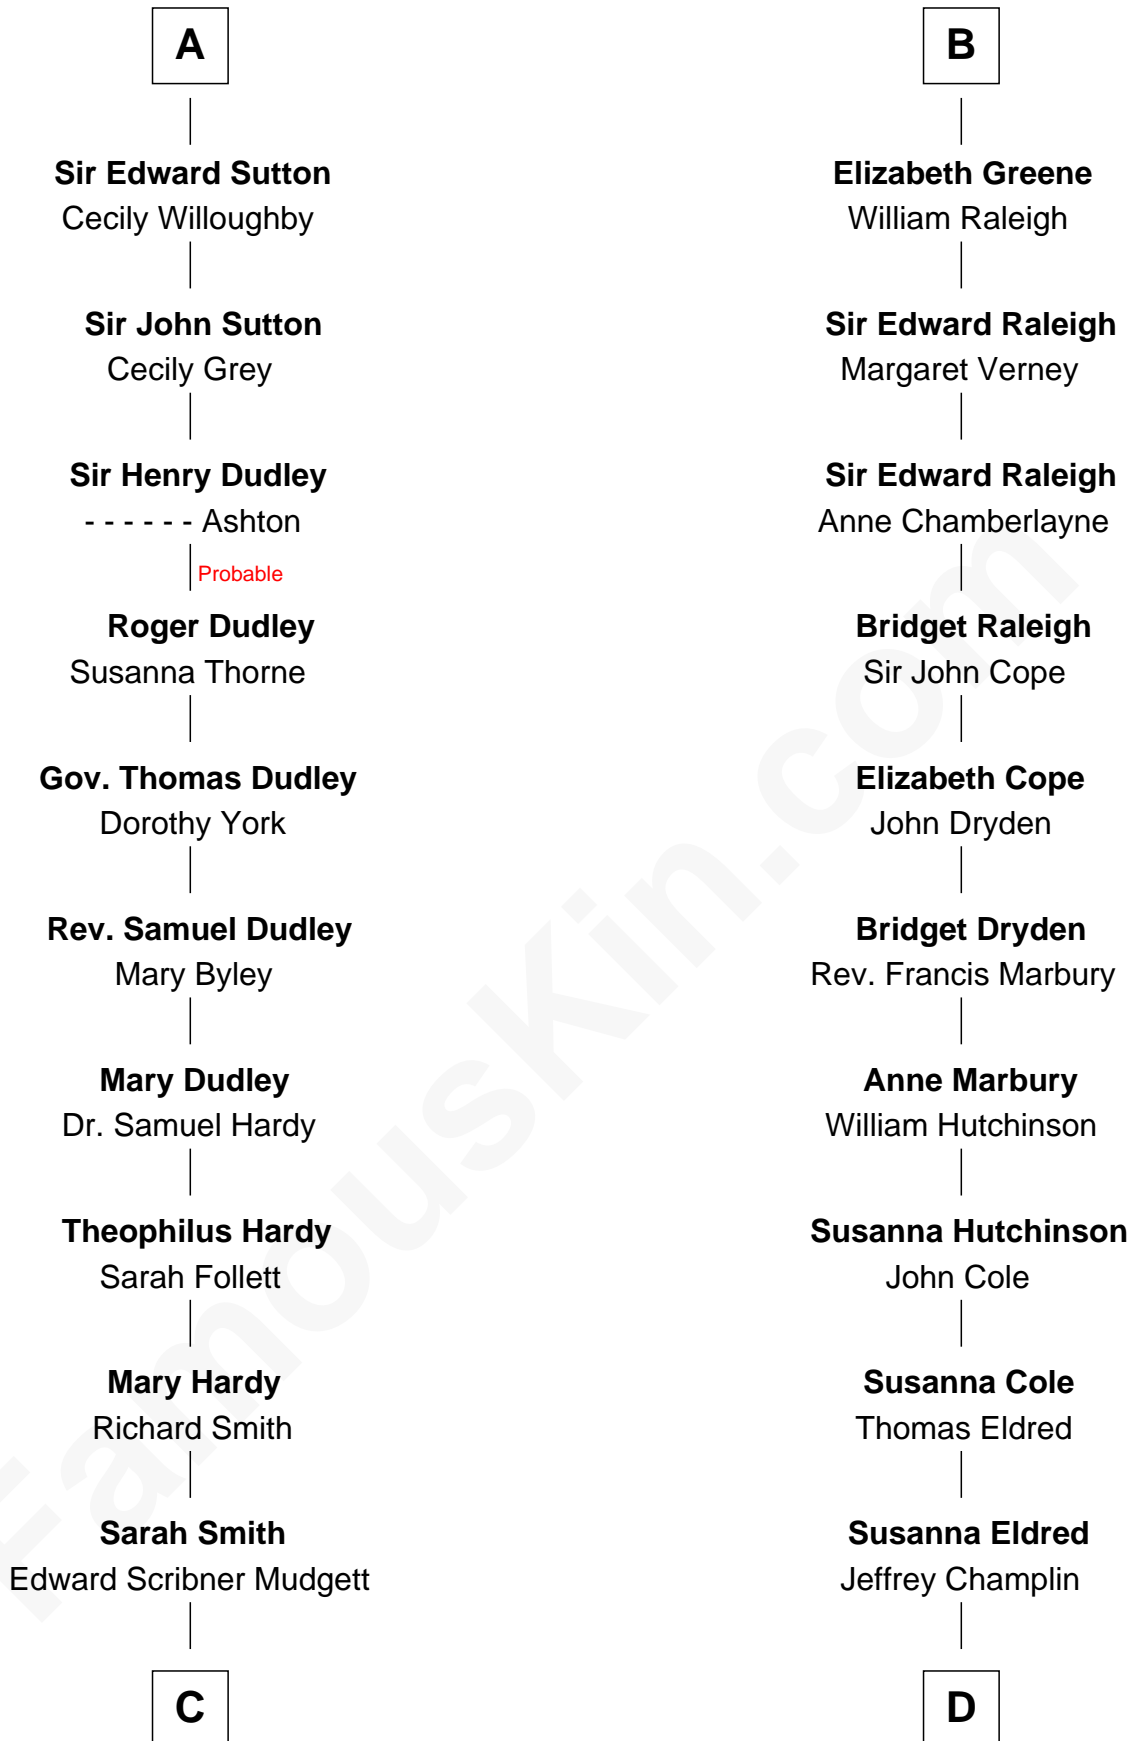 A
Sir Edward Sutton
Cecily Willoughby
Sir John Sutton
Cecily Grey
Sir Henry Dudley
- - - - - - Ashton
Probable
Roger Dudley
Susanna Thorne
Gov. Thomas Dudley
Dorothy York
Rev. Samuel Dudley
Mary Byley
Mary Dudley
Dr. Samuel Hardy
Theophilus Hardy
Sarah Follett
Mary Hardy
Richard Smith
Sarah Smith
Edward Scribner Mudgett
C
B
Elizabeth Greene
William Raleigh
Sir Edward Raleigh
Margaret Verney
Sir Edward Raleigh
Anne Chamberlayne
Bridget Raleigh
Sir John Cope
Elizabeth Cope
John Dryden
Bridget Dryden
Rev. Francis Marbury
Anne Marbury
William Hutchinson
Susanna Hutchinson
John Cole
Susanna Cole
Thomas Eldred
Susanna Eldred
Jeffrey Champlin
D
FamousKin.com